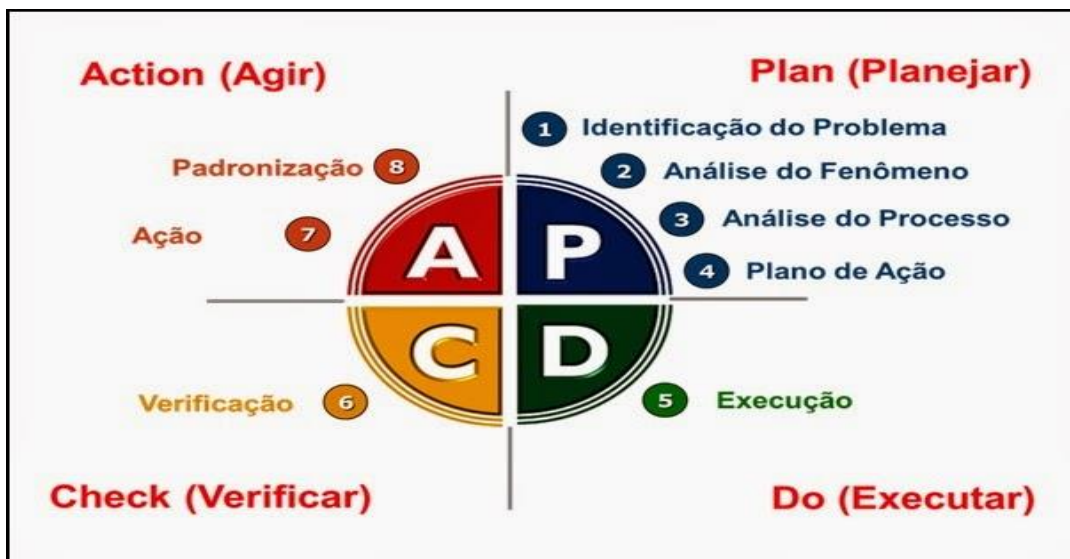 Action (Agir)
Plan (Planejar)
1 Identificação do Problema
2 Análise do Fenômeno
3 Análise do Processo
4 Plano de Ação
Padronização 8
Ação 7
A P
C D
Verificação 6
5 Execução
Check (Verificar)
Do (Executar)